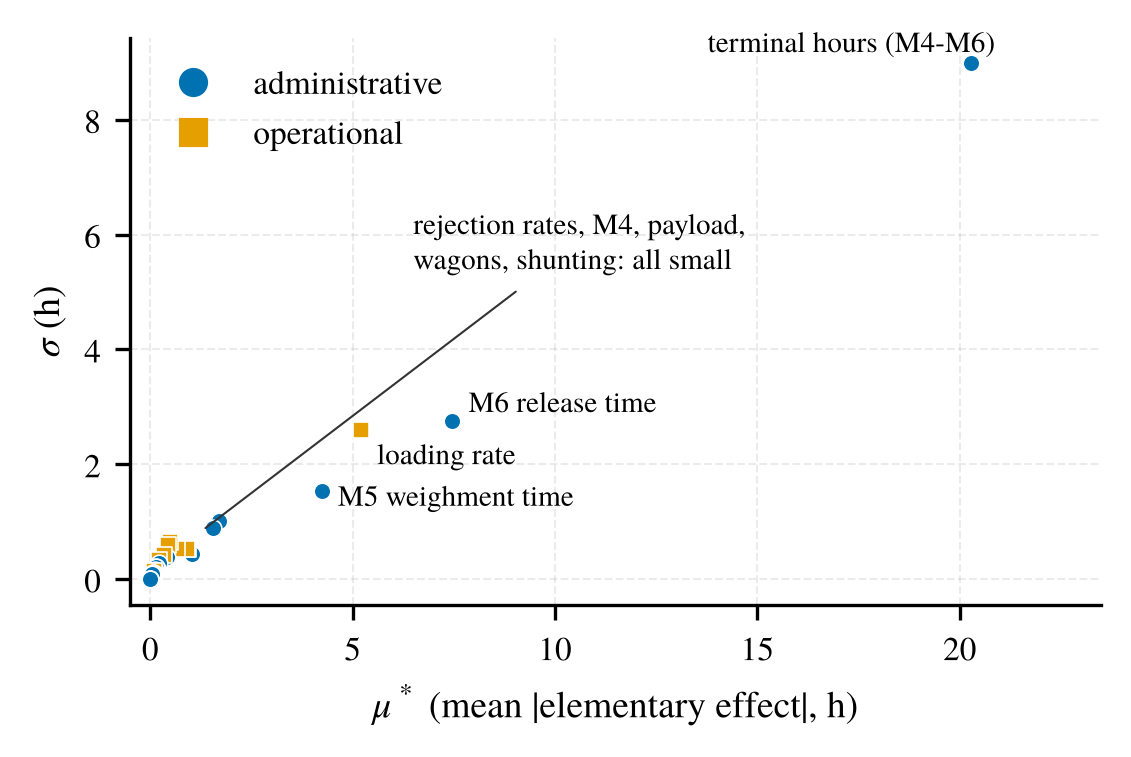 terminal hours (M4-M6)
administrative
operational
rejection rates, M4, payload,
wagons, shunting: all small
M6 release time
loading rate
M5 weighment time
8
6
4
2
0
σ (h)
0 5 10 15 20
μ* (mean |elementary effect|, h)